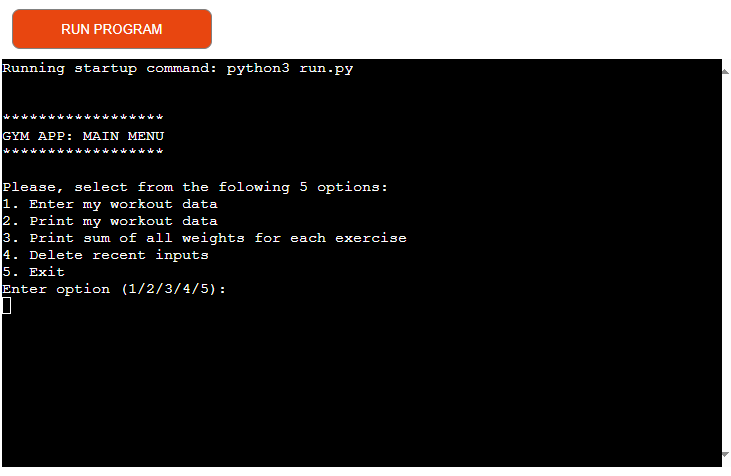 RUN PROGRAM
Running startup command: python3 run.py
******************
GYM APP: MAIN MENU
******************
Please, select from the folowing 5 options:
1. Enter my workout data
2. Print my workout data
3. Print sum of all weights for each exercise
4. Delete recent inputs
5. Exit
Enter option (1/2/3/4/5):